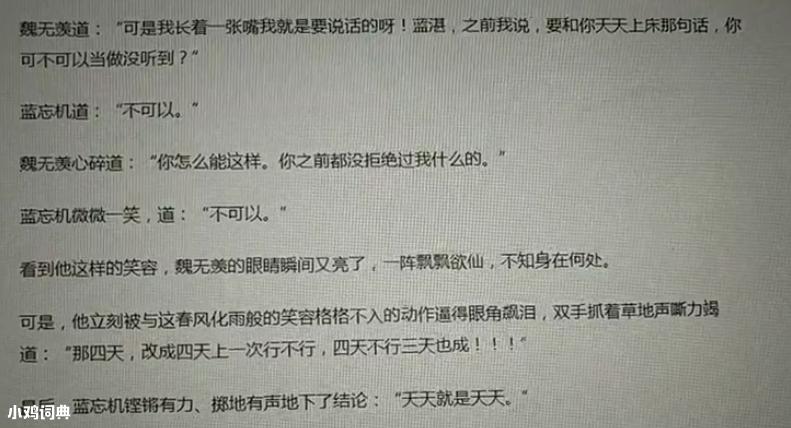 魏无羡道：“可是我长着一张嘴我就是要说话的呀！蓝湛，之前我说，要和你天天上床那句话，你
可不可以当做没听到？”
蓝忘机道：“不可以。”
魏无羡心碎道：“你怎么能这样。你之前都没拒绝过我什么的。”
蓝忘机微微一笑，道：“不可以。”
看到他这样的笑容，魏无羡的眼睛瞬间又亮了，一阵飘飘欲仙，不知身在何处。
可是，他立刻被与这春风化雨般的笑容格格不入的动作逼得眼角飙泪，双手抓着草地声嘶力竭
道：“那四天，改成四天上一次行不行，四天不行三天也成！！！”
最后，蓝忘机铿锵有力、掷地有声地下了结论：“天天就是天天。”
小鸡词典